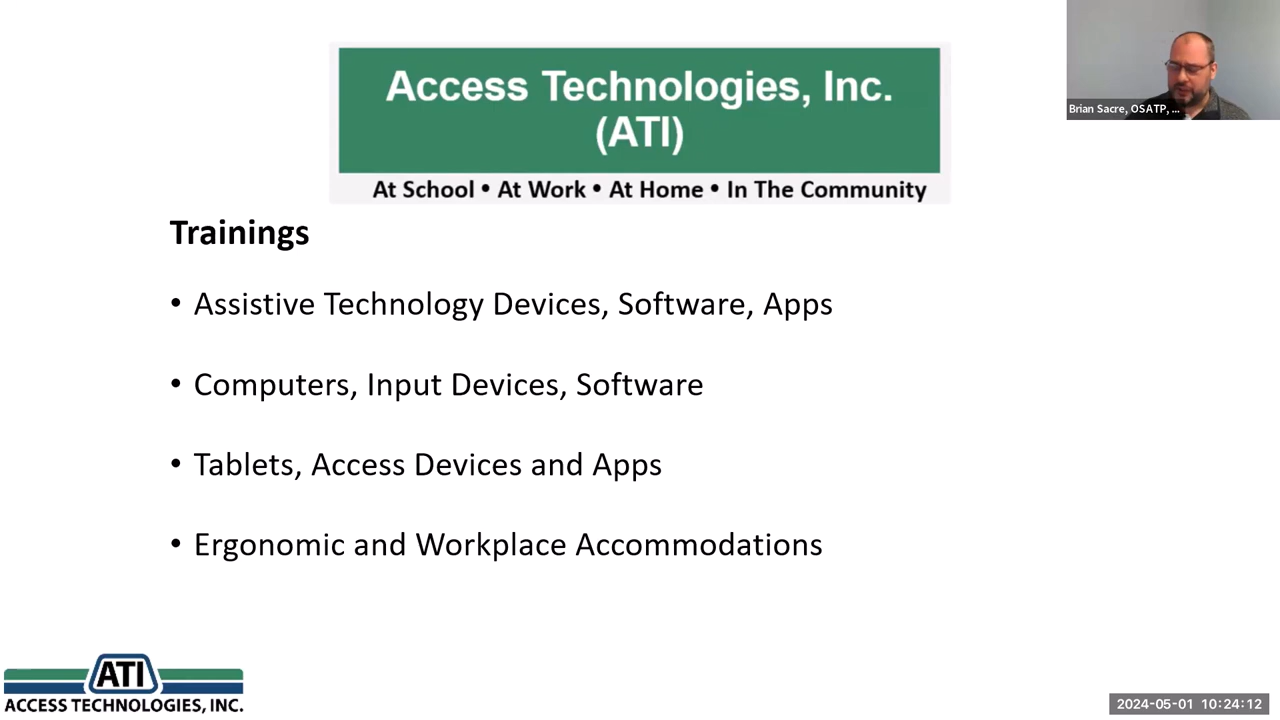 Access Technologies, Inc.
(ATI)
At School • At Work • At Home • In The Community
Brian Sacre, OSATP, ...
Trainings
• Assistive Technology Devices, Software, Apps
• Computers, Input Devices, Software
• Tablets, Access Devices and Apps
• Ergonomic and Workplace Accommodations
ATI
ACCESS TECHNOLOGIES, INC.
2024-05-01 10:24:12